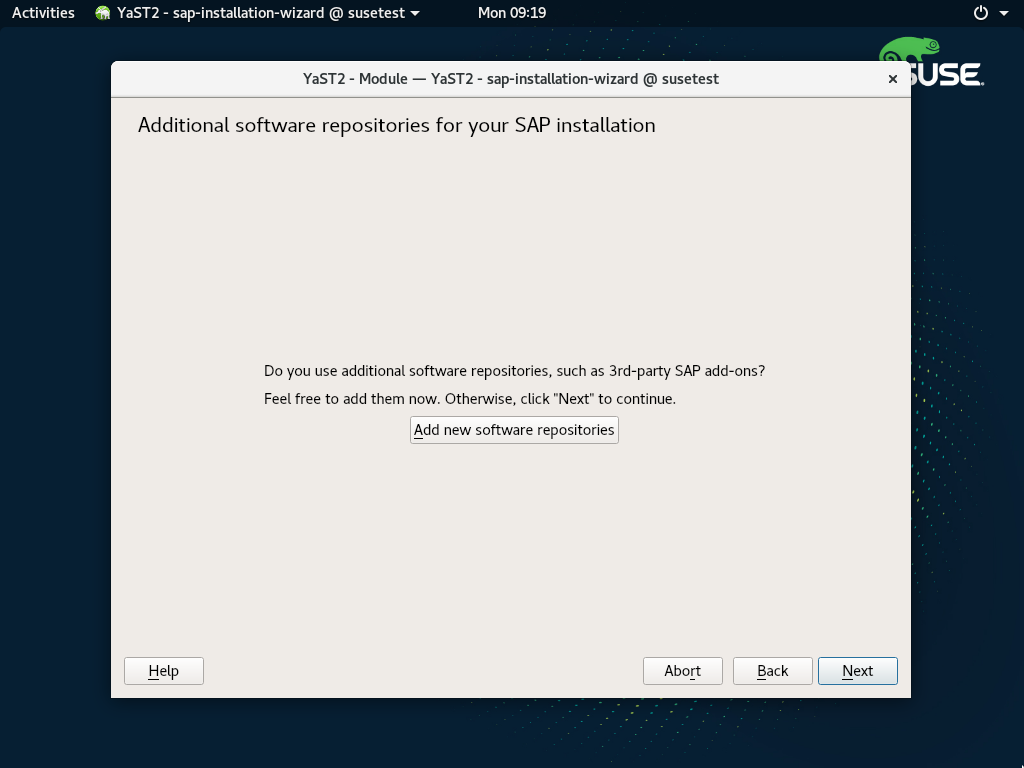 Activities YaST2 - sap-installation-wizard @ susetest Mon 09:19
SUSE
YaST2 - Module — YaST2 - sap-installation-wizard @ susetest
Additional software repositories for your SAP installation
Do you use additional software repositories, such as 3rd-party SAP add-ons?
Feel free to add them now. Otherwise, click "Next" to continue.
Add new software repositories
Help Abort Back Next